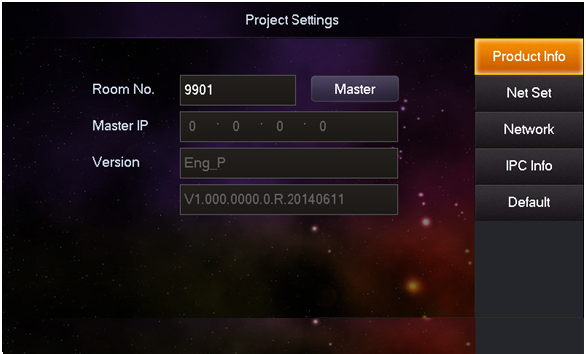 Project Settings
Room No. 9901 Master
Master IP 0 . 0 . 0 . 0
Version Eng_P
V1.000.0000.0.R.20140611
Product Info
Net Set
Network
IPC Info
Default